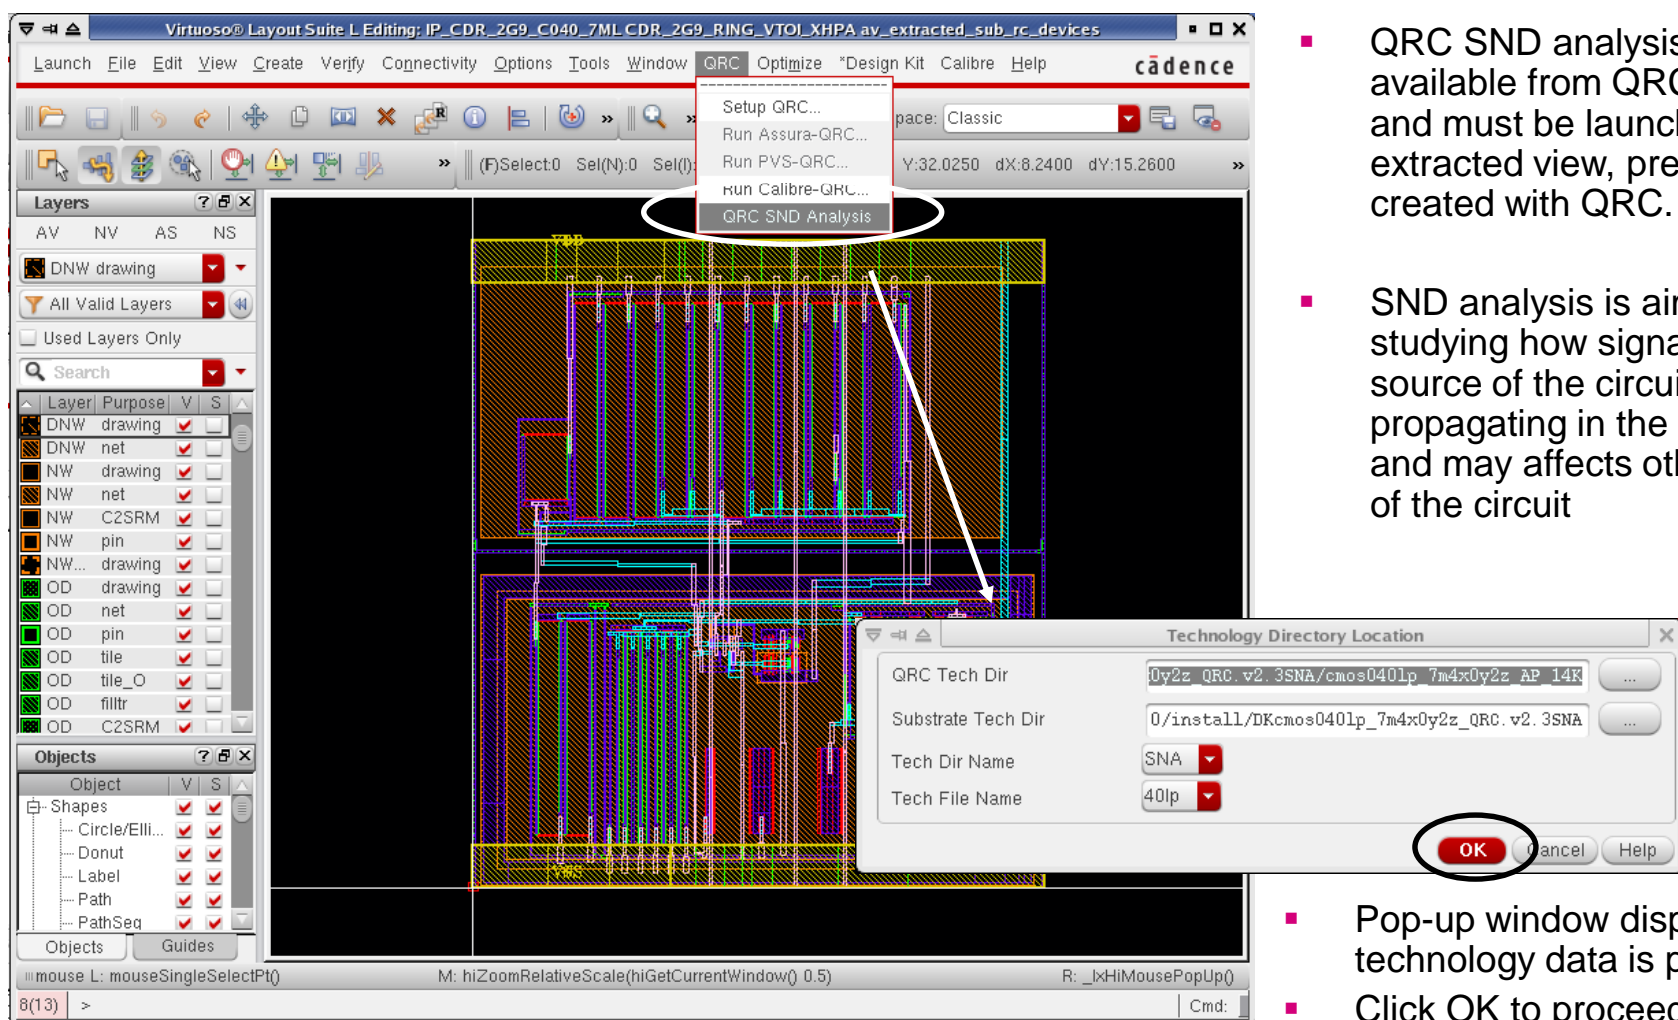 Virtuoso® Layout Suite L Editing: IP_CDR_2G9_C040_7ML CDR_2G9_RING_VTOI_XHPA av_extracted_sub_rc_devices
Launch File Edit View Create Verify Connectivity Options Tools Window QRC Optimize *Design Kit Calibre Help
cādence
Setup QRC...
Run Assura-QRC...
Run PVS-QRC...
Run Calibre-QRC...
QRC SND Analysis
pace: Classic
(F)Select:0 Sel(N):0 Sel(I): Y:32.0250 dX:8.2400 dY:15.2600
Layers
AV NV AS NS
DNW drawing
All Valid Layers
Used Layers Only
Search
Layer Purpose V S
DNW drawing
DNW net
NW drawing
NW net
NW C2SRM
NW pin
NW... drawing
OD drawing
OD net
OD pin
OD tile
OD tile_O
OD filltr
OD C2SRM
Objects
Object V S
Shapes
Circle/Elli...
Donut
Label
Path
PathSeg
Objects Guides
VDD
Technology Directory Location
QRC Tech Dir 0y2z_QRC.v2.3SNA/cmos040lp_7m4x0y2z_AP_14K ...
Substrate Tech Dir 0/install/DKcmos040lp_7m4x0y2z_QRC.v2.3SNA ...
Tech Dir Name SNA
Tech File Name 40lp
OK Cancel Help
mouse L: mouseSingleSelectPt() M: hiZoomRelativeScale(hiGetCurrentWindow() 0.5) R: _lxHiMousePopUp()
8(13) > Cmd:
▪ QRC SND analysis
available from QRC
and must be launch
extracted view, pre
created with QRC.
▪ SND analysis is aim
studying how signa
source of the circui
propagating in the
and may affects oth
of the circuit
▪ Pop-up window disp
technology data is p
▪ Click OK to proceed